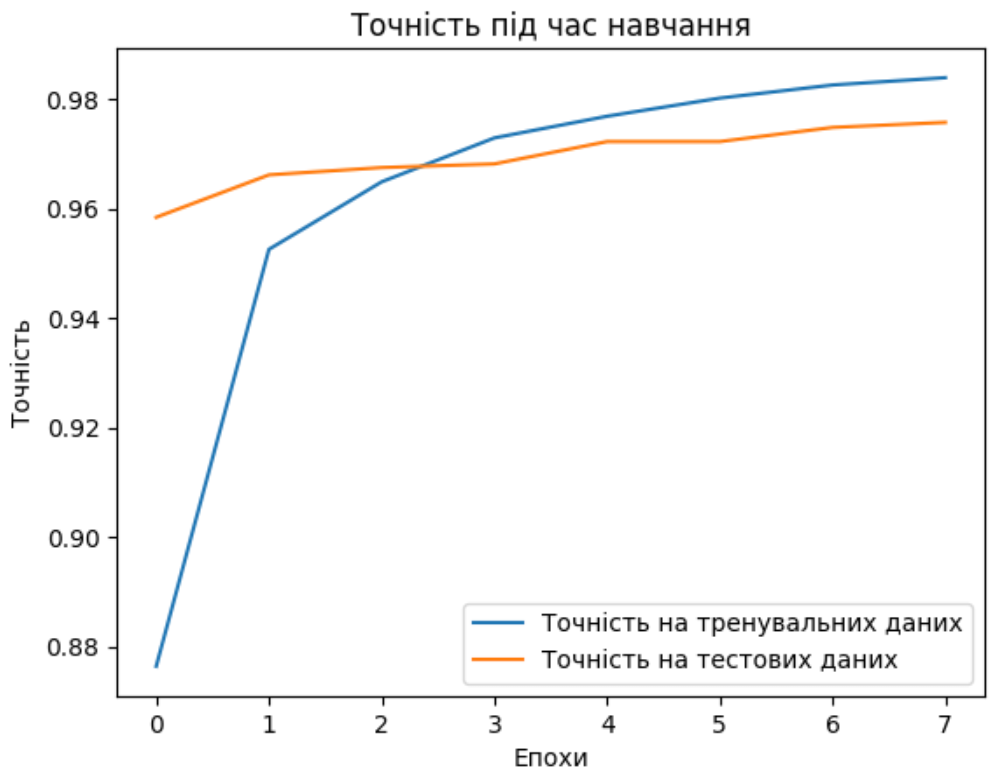 Точність під час навчання
0.98
0.96
0.94
0.92
0.90
0.88
Точність
Точність на тренувальних даних
Точність на тестових даних
0 1 2 3 4 5 6 7
Епохи